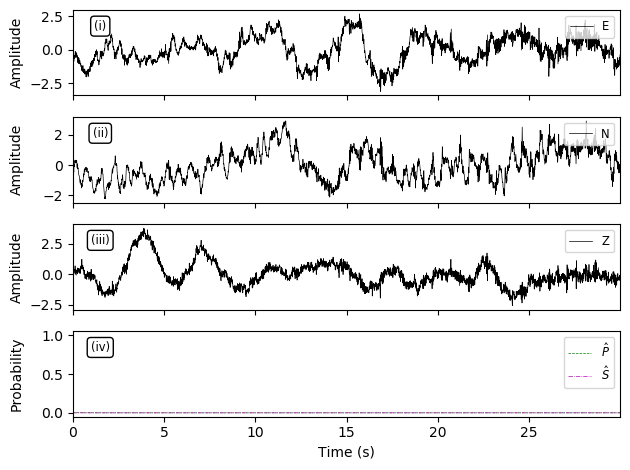 2.5
0.0
−2.5
Amplitude
(i)
E
2
0
−2
Amplitude
(ii)
N
2.5
0.0
−2.5
Amplitude
(iii)
Z
1.0
0.5
0.0
Probability
(iv)
P̂
Ŝ
0 5 10 15 20 25
Time (s)